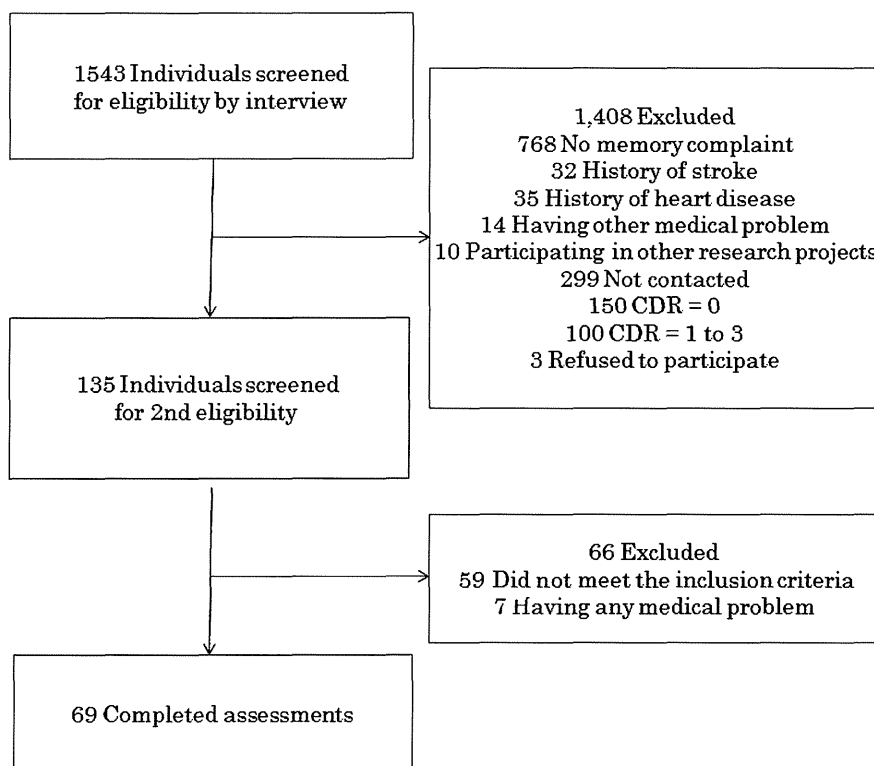 1543 Individuals screened
for eligibility by interview
1,408 Excluded
768 No memory complaint
32 History of stroke
35 History of heart disease
14 Having other medical problem
10 Participating in other research projects
299 Not contacted
150 CDR = 0
100 CDR = 1 to 3
3 Refused to participate
135 Individuals screened
for 2nd eligibility
66 Excluded
59 Did not meet the inclusion criteria
7 Having any medical problem
69 Completed assessments